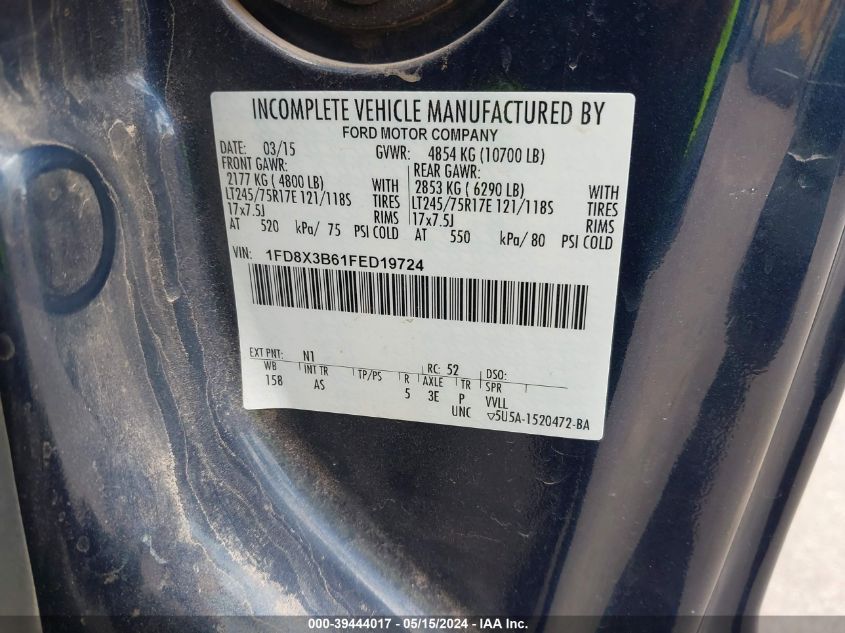 INCOMPLETE VEHICLE MANUFACTURED BY
FORD MOTOR COMPANY
DATE: 03/15 GVWR: 4854 KG (10700 LB)
FRONT GAWR: REAR GAWR:
2177 KG ( 4800 LB) WITH 2853 KG ( 6290 LB) WITH
LT245/75R17E 121/118S TIRES LT245/75R17E 121/118S TIRES
17x7.5J RIMS 17x7.5J RIMS
AT 520 kPa/ 75 PSI COLD AT 550 kPa/ 80 PSI COLD
VIN: 1FD8X3B61FED19724
EXT PNT: N1 RC: 52 DSO:
WB INT TR TP/PS R AXLE TR SPR
158 AS 5 3E P VVLL
UNC ▽5U5A-1520472-BA
000-39444017 - 05/15/2024 - IAA Inc.